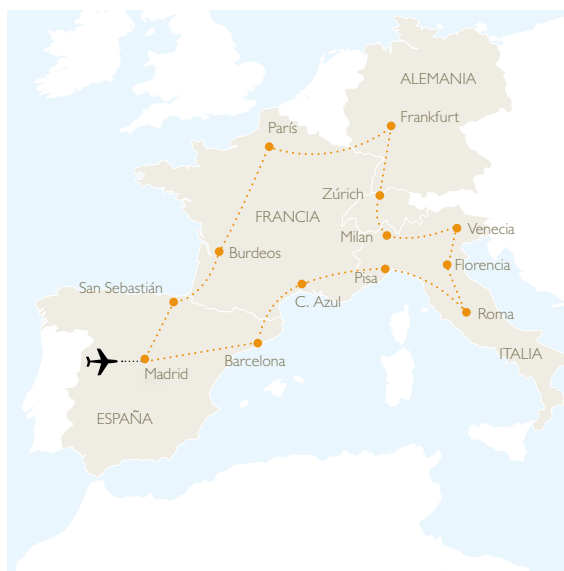 ALEMANIA
Frankfurt
París
Zúrich
FRANCIA
Milan
Venecia
Burdeos
Florencia
Pisa
San Sebastián
C. Azul
Roma
ITALIA
Barcelona
Madrid
ESPAÑA